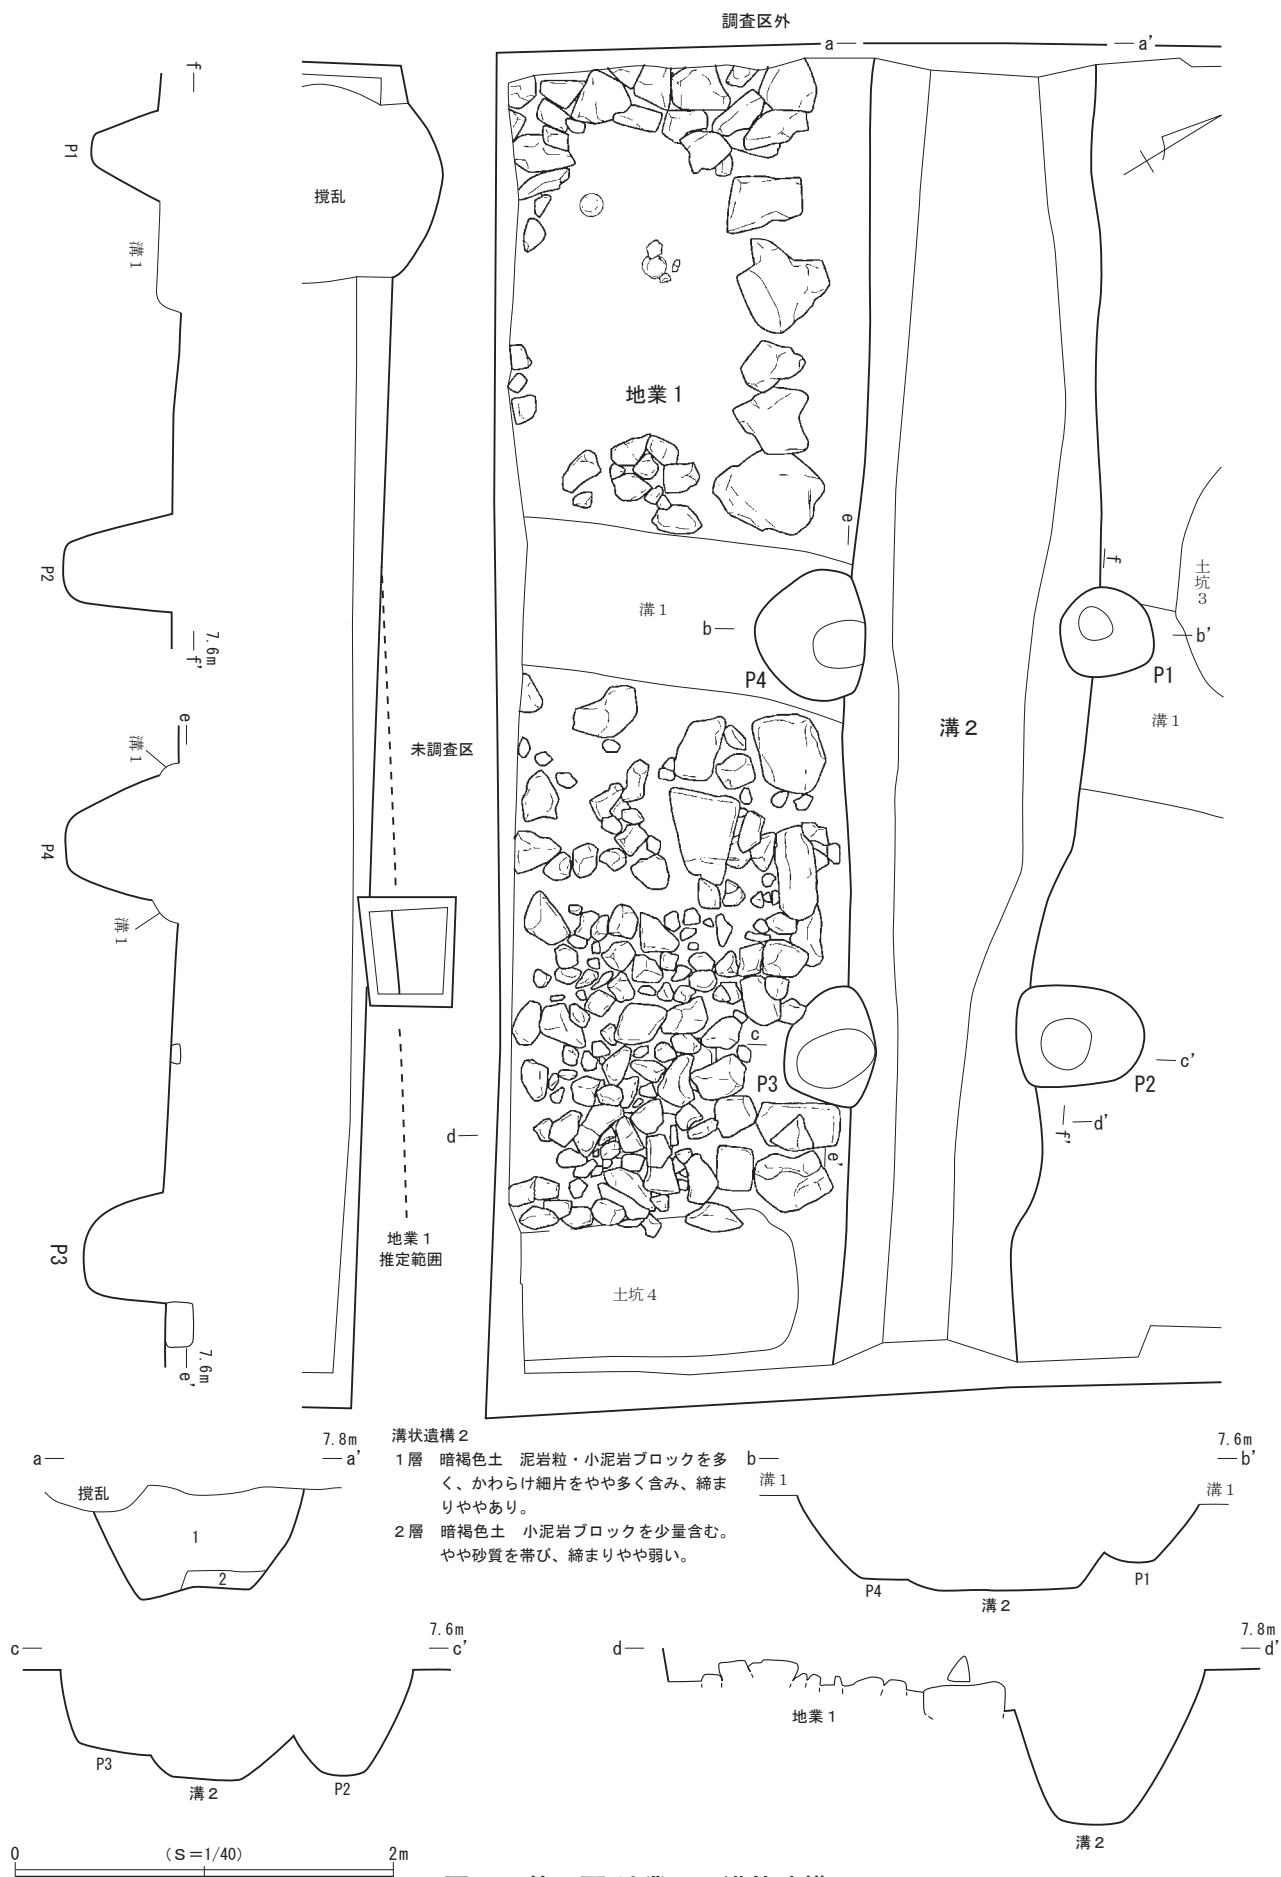 調査区外
a
a'
f
P1
溝1
撹乱
地業1
e
f
土坑3
P2
7.6m
f'
溝1
b
b'
P4
P1
溝1
溝2
e
溝1
未調査区
P4
溝1
c
P3
c'
P2
d
d'
f'
e'
地業1
推定範囲
P3
土坑4
7.6m
e'
a
7.8m
a'
撹乱
1
2
溝状遺構2
1層 暗褐色土 泥岩粒・小泥岩ブロックを多
く、かわらけ細片をやや多く含み、締ま
りややあり。
2層 暗褐色土 小泥岩ブロックを少量含む。
やや砂質を帯び、締まりやや弱い。
b
7.6m
b'
溝1
溝1
P4
溝2
P1
c
7.6m
c'
P3
溝2
P2
d
7.8m
d'
地業1
溝2
0
(S=1/40)
2m